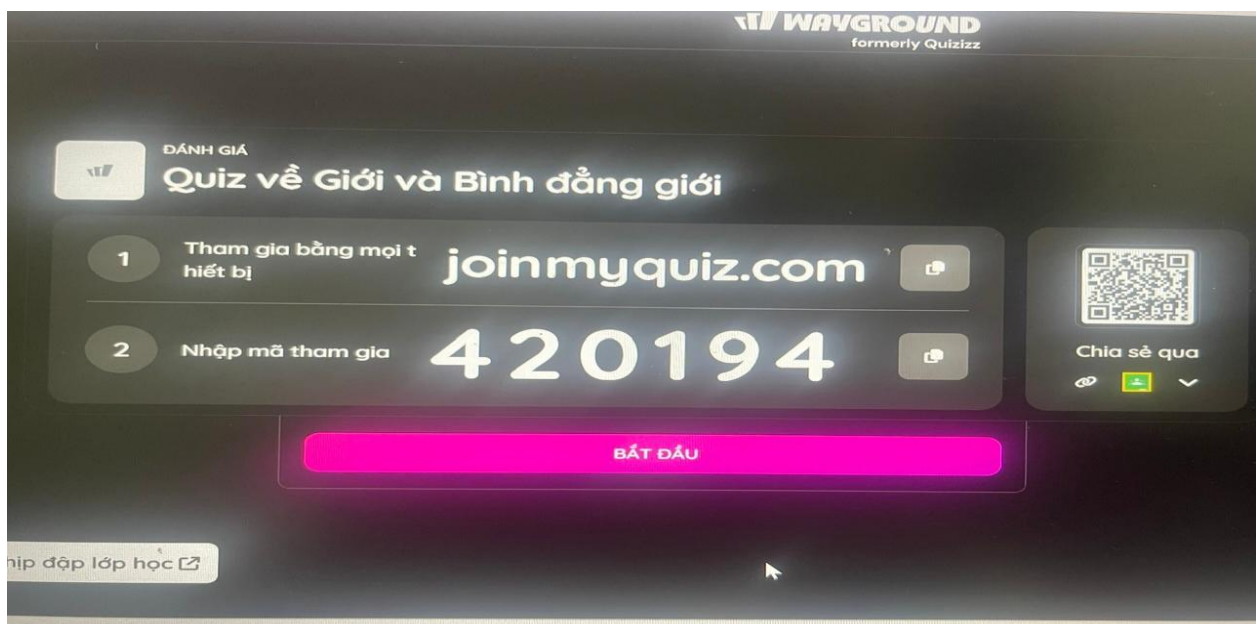 WAYGROUND
formerly Quizizz
ĐÁNH GIÁ
Quiz về Giới và Bình đẳng giới
1 Tham gia bằng mọi t
hiết bị
joinmyquiz.com
2 Nhập mã tham gia 420194
Chia sẻ qua
BẮT ĐẦU
hịp đập lớp học